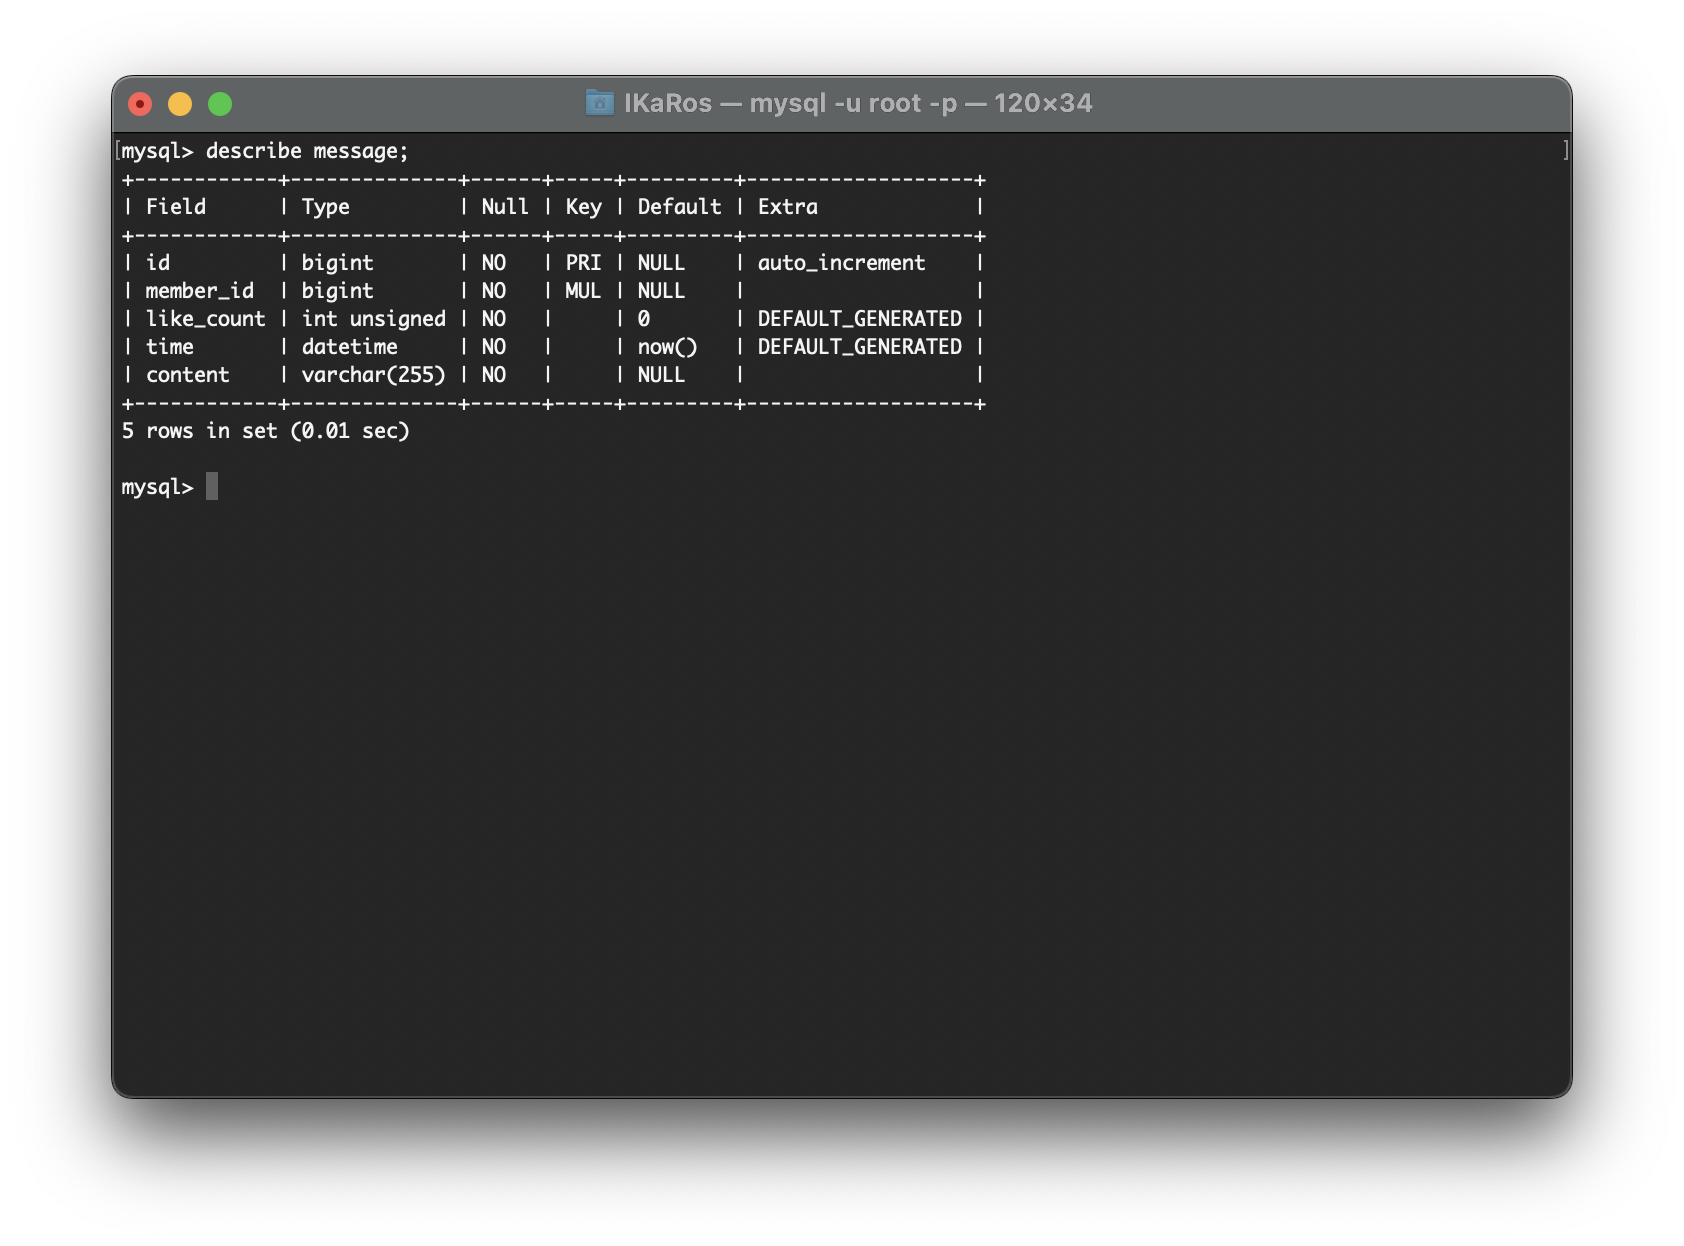 IKaRos — mysql -u root -p — 120×34
[mysql> describe message; ]
+------------+--------------+------+-----+---------+-------------------+
| Field      | Type         | Null | Key | Default | Extra             |
+------------+--------------+------+-----+---------+-------------------+
| id         | bigint       | NO   | PRI | NULL    | auto_increment    |
| member_id  | bigint       | NO   | MUL | NULL    |                   |
| like_count | int unsigned | NO   |     | 0       | DEFAULT_GENERATED |
| time       | datetime     | NO   |     | now()   | DEFAULT_GENERATED |
| content    | varchar(255) | NO   |     | NULL    |                   |
+------------+--------------+------+-----+---------+-------------------+
5 rows in set (0.01 sec)
mysql>